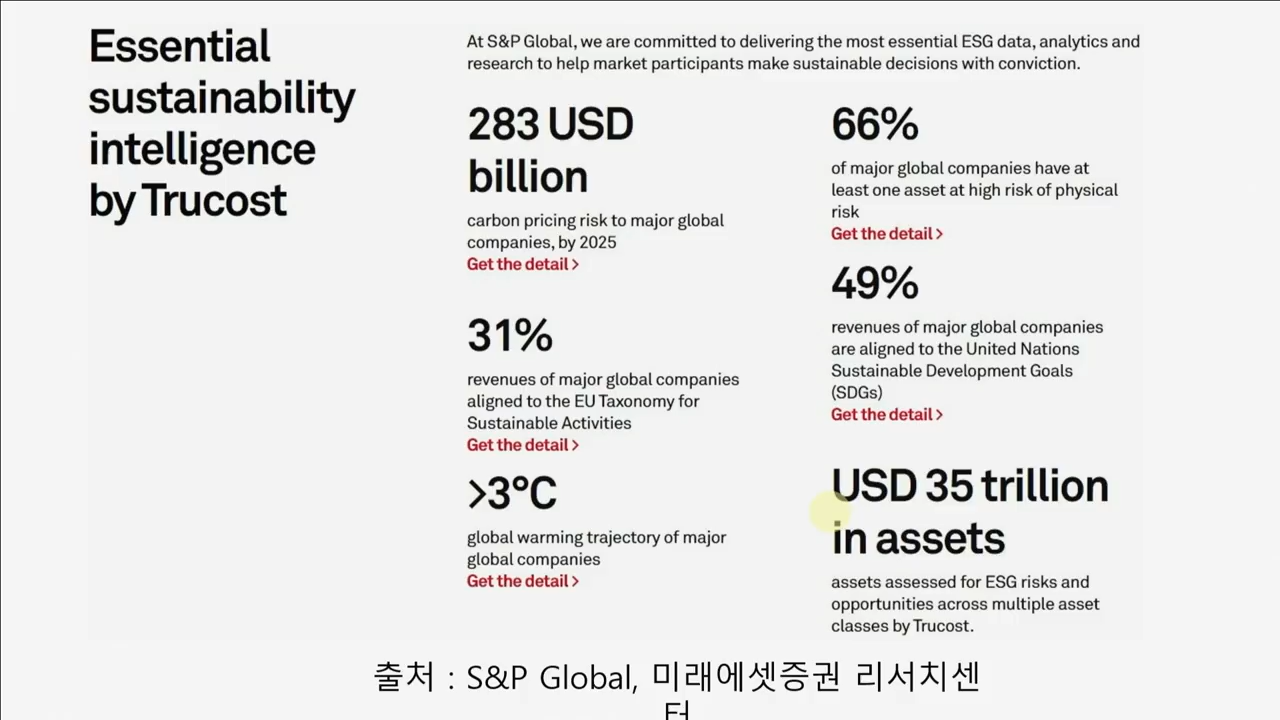 Essential
sustainability
intelligence
by Trucost
At S&P Global, we are committed to delivering the most essential ESG data, analytics and
research to help market participants make sustainable decisions with conviction.
283 USD
billion
carbon pricing risk to major global
companies, by 2025
Get the detail >
31%
revenues of major global companies
aligned to the EU Taxonomy for
Sustainable Activities
Get the detail >
>3°C
global warming trajectory of major
global companies
Get the detail >
66%
of major global companies have at
least one asset at high risk of physical
risk
Get the detail >
49%
revenues of major global companies
are aligned to the United Nations
Sustainable Development Goals
(SDGs)
Get the detail >
USD 35 trillion
in assets
assets assessed for ESG risks and
opportunities across multiple asset
classes by Trucost.
출처 : S&P Global, 미래에셋증권 리서치센
터